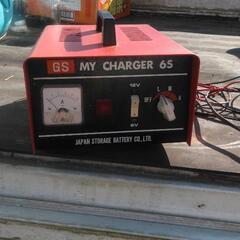 GS MY CHARGER 6S
12V
OFF L
6V
A
JAPAN STORAGE BATTERY CO., LTD.